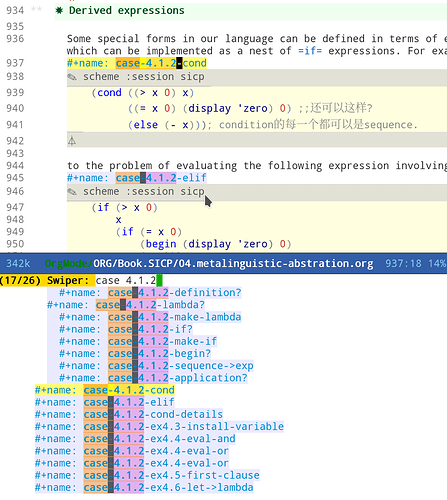 934 ** ✸ Derived expressions
935
936 Some special forms in our language can be defined in terms of e
which can be implemented as a nest of =if= expressions. For exa
937 #+name: case-4.1.2-cond
938 ✎ scheme :session sicp
939 (cond ((> x 0) x)
940 ((= x 0) (display 'zero) 0) ;;还可以这样?
941 (else (- x))); condition的每一个都可以是sequence.
942
943
944 to the problem of evaluating the following expression involving
945 #+name: case-4.1.2-elif
946 scheme :session sicp
947 (if (> x 0)
948 x
949 (if (= x 0)
950 (begin (display 'zero) 0)
342k OrgMode/ORG/Book.SICP/04.metalinguistic-abstration.org 937:18 14%
(17/26) Swiper: case 4.1.2
#+name: case-4.1.2-definition?
#+name: case-4.1.2-lambda?
#+name: case-4.1.2-make-lambda
#+name: case-4.1.2-if?
#+name: case-4.1.2-make-if
#+name: case-4.1.2-begin?
#+name: case-4.1.2-sequence->exp
#+name: case-4.1.2-application?
#+name: case-4.1.2-cond
#+name: case-4.1.2-elif
#+name: case-4.1.2-cond-details
#+name: case-4.1.2-ex4.3-install-variable
#+name: case-4.1.2-ex4.4-eval-and
#+name: case-4.1.2-ex4.4-eval-or
#+name: case-4.1.2-ex4.4-eval-or
#+name: case-4.1.2-ex4.5-first-clause
#+name: case-4.1.2-ex4.6-let->lambda